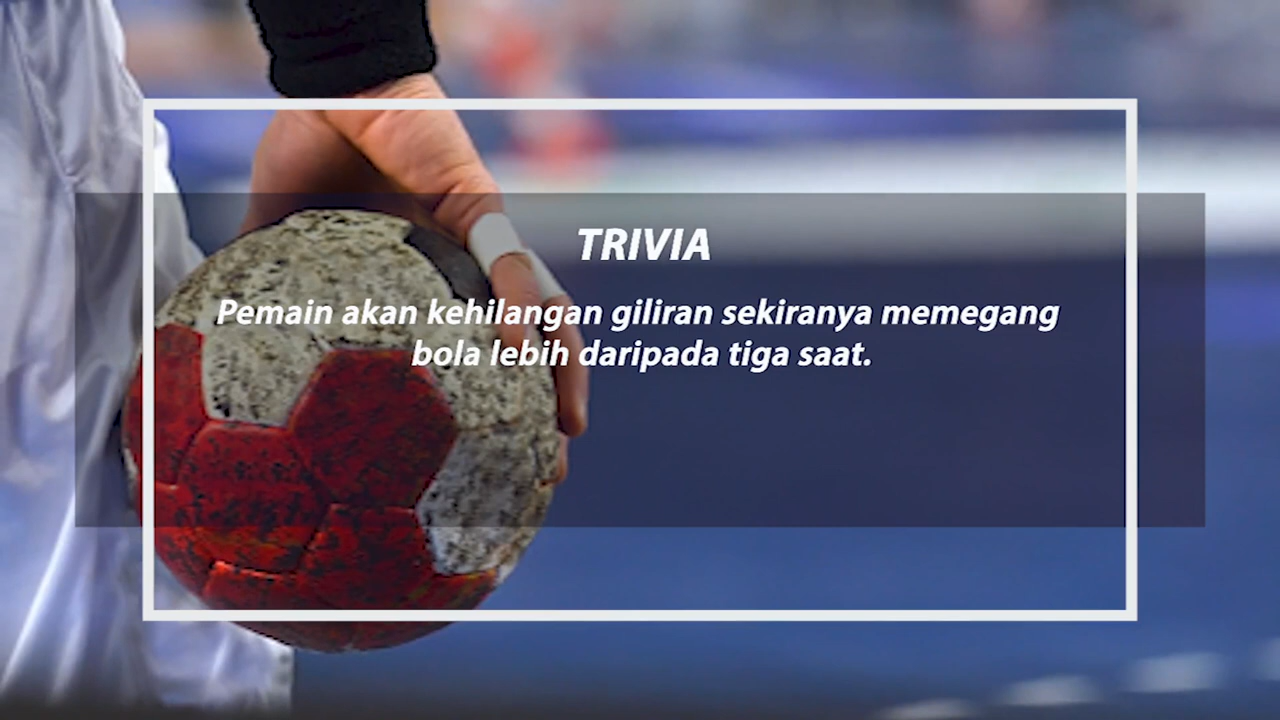 TRIVIA
Pemain akan kehilangan giliran sekiranya memegang
bola lebih daripada tiga saat.